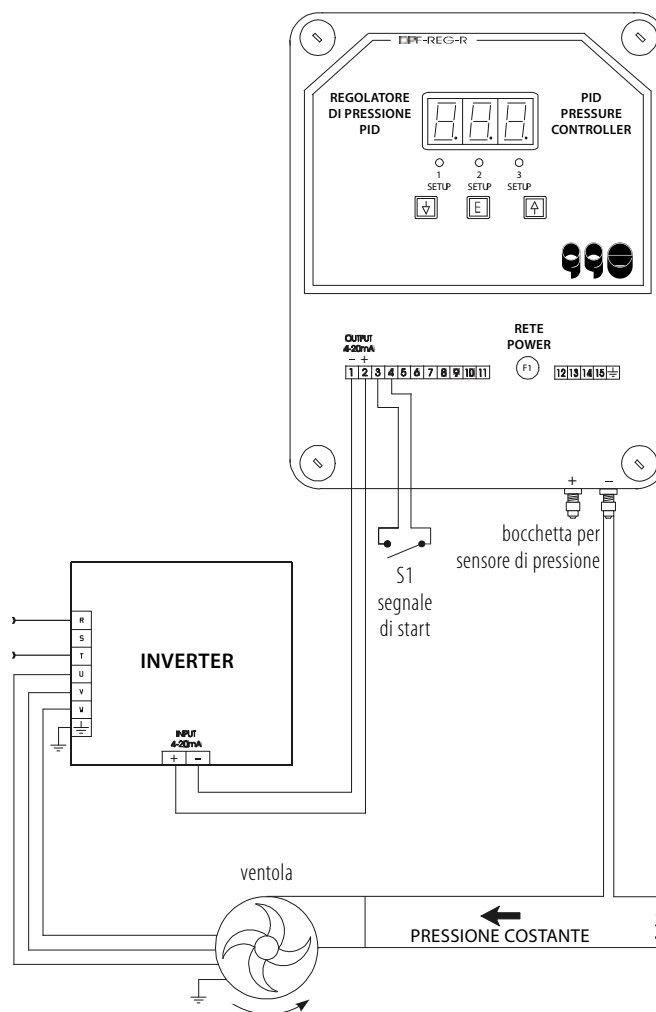 DPF-REG-R
REGOLATORE
DI PRESSIONE
PID
PID
PRESSURE
CONTROLLER
1
SETUP
2
SETUP
3
SETUP
E
OUTPUT
4-20mA
- +
1 2 3 4 5 6 7 8 9 10 11
RETE
POWER
F1
12 13 14 15
+ -
bocchetta per
sensore di pressione
S1
segnale
di start
R
S
T
U
V
W
INVERTER
INPUT
4-20mA
+ -
ventola
PRESSIONE COSTANTE